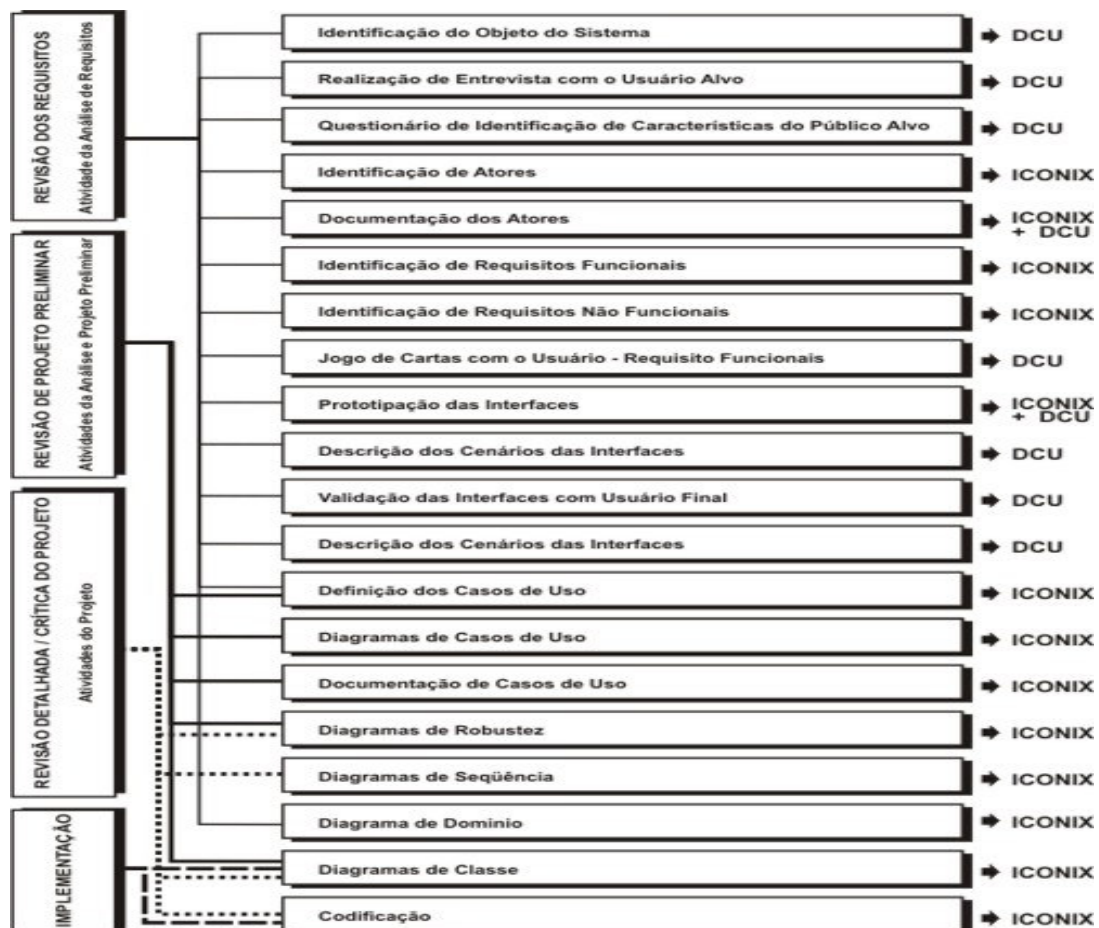 REVISÃO DOS REQUISITOS
Atividade da Análise de Requisitos
REVISÃO DE PROJETO PRELIMINAR
Atividades da Análise e Projeto Preliminar
REVISÃO DETALHADA / CRÍTICA DO PROJETO
Atividades do Projeto
IMPLEMENTAÇÃO
Identificação do Objeto do Sistema DCU
Realização de Entrevista com o Usuário Alvo DCU
Questionário de Identificação de Características do Público Alvo DCU
Identificação de Atores ICONIX
Documentação dos Atores ICONIX
+ DCU
Identificação de Requisitos Funcionais ICONIX
Identificação de Requisitos Não Funcionais ICONIX
Jogo de Cartas com o Usuário - Requisito Funcionais DCU
Prototipação das Interfaces ICONIX
+ DCU
Descrição dos Cenários das Interfaces DCU
Validação das Interfaces com Usuário Final DCU
Descrição dos Cenários das Interfaces DCU
Definição dos Casos de Uso ICONIX
Diagramas de Casos de Uso ICONIX
Documentação de Casos de Uso ICONIX
Diagramas de Robustez ICONIX
Diagramas de Seqüência ICONIX
Diagrama de Dominio ICONIX
Diagramas de Classe ICONIX
Codificação ICONIX